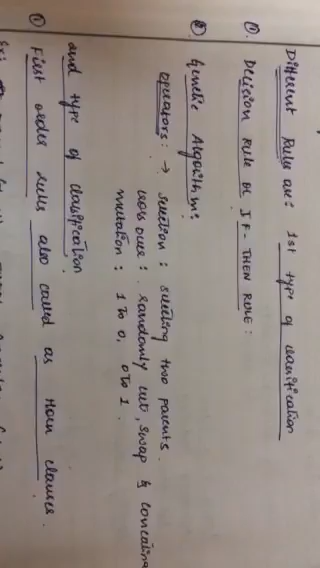 Different Rules are: 1st type of classification
①. Decision Rule or IF-THEN RULE:
② Genetic Algorithm:
operators: → selection: selecting two parents.
cross over: Randomly cut, swap & concating
mutation: 1 to 0, 0 to 1.
2nd type of classification
① First order rules also called as Horn clauses.
Ex: